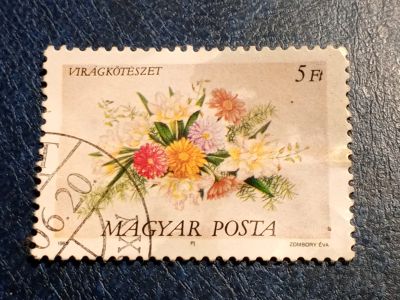 VIRÁGKÖTÉSZET
5 Ft
06.20.
MAGYAR POSTA
ZOMBORY ÉVA